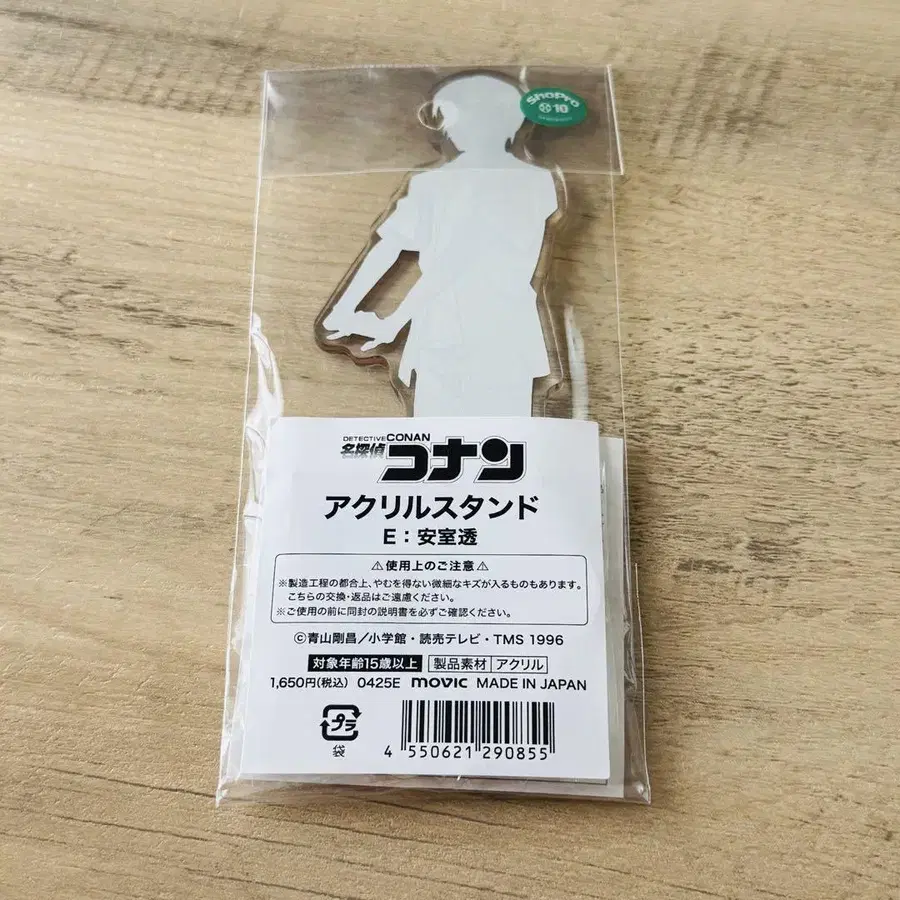 ShoPro
10
DETECTIVE CONAN
名探偵コナン
アクリルスタンド
E：安室透
⚠使用上のご注意⚠
※製造工程の都合上、やむを得ない微細なキズが入るものもあります。
こちらの交換・返品はご遠慮ください。
※ご使用の前に同封の説明書を必ずご確認ください。
©青山剛昌／小学館・読売テレビ・TMS 1996
対象年齢15歳以上 製品素材 アクリル
1,650円(税込) 0425E movic MADE IN JAPAN
プラ
袋
4 550621 290855